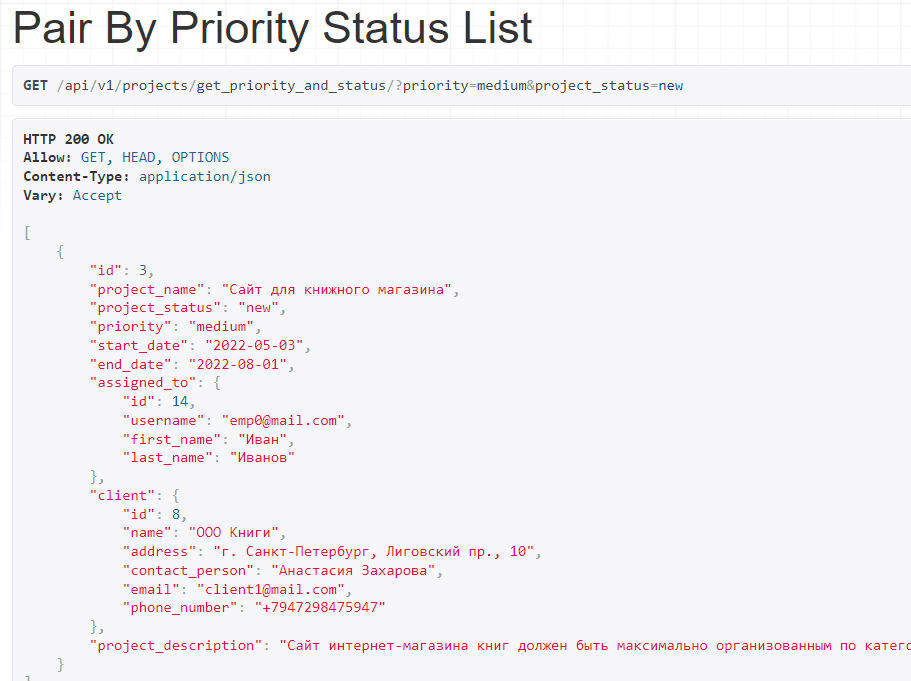 Pair By Priority Status List
GET /api/v1/projects/get_priority_and_status/?priority=medium&project_status=new
HTTP 200 OK
Allow: GET, HEAD, OPTIONS
Content-Type: application/json
Vary: Accept
[
{
"id": 3,
"project_name": "Сайт для книжного магазина",
"project_status": "new",
"priority": "medium",
"start_date": "2022-05-03",
"end_date": "2022-08-01",
"assigned_to": {
"id": 14,
"username": "emp0@mail.com",
"first_name": "Иван",
"last_name": "Иванов"
},
"client": {
"id": 8,
"name": "ООО Книги",
"address": "г. Санкт-Петербург, Лиговский пр., 10",
"contact_person": "Анастасия Захарова",
"email": "client1@mail.com",
"phone_number": "+7947298475947"
},
"project_description": "Сайт интернет-магазина книг должен быть максимально организованным по катего
}
]